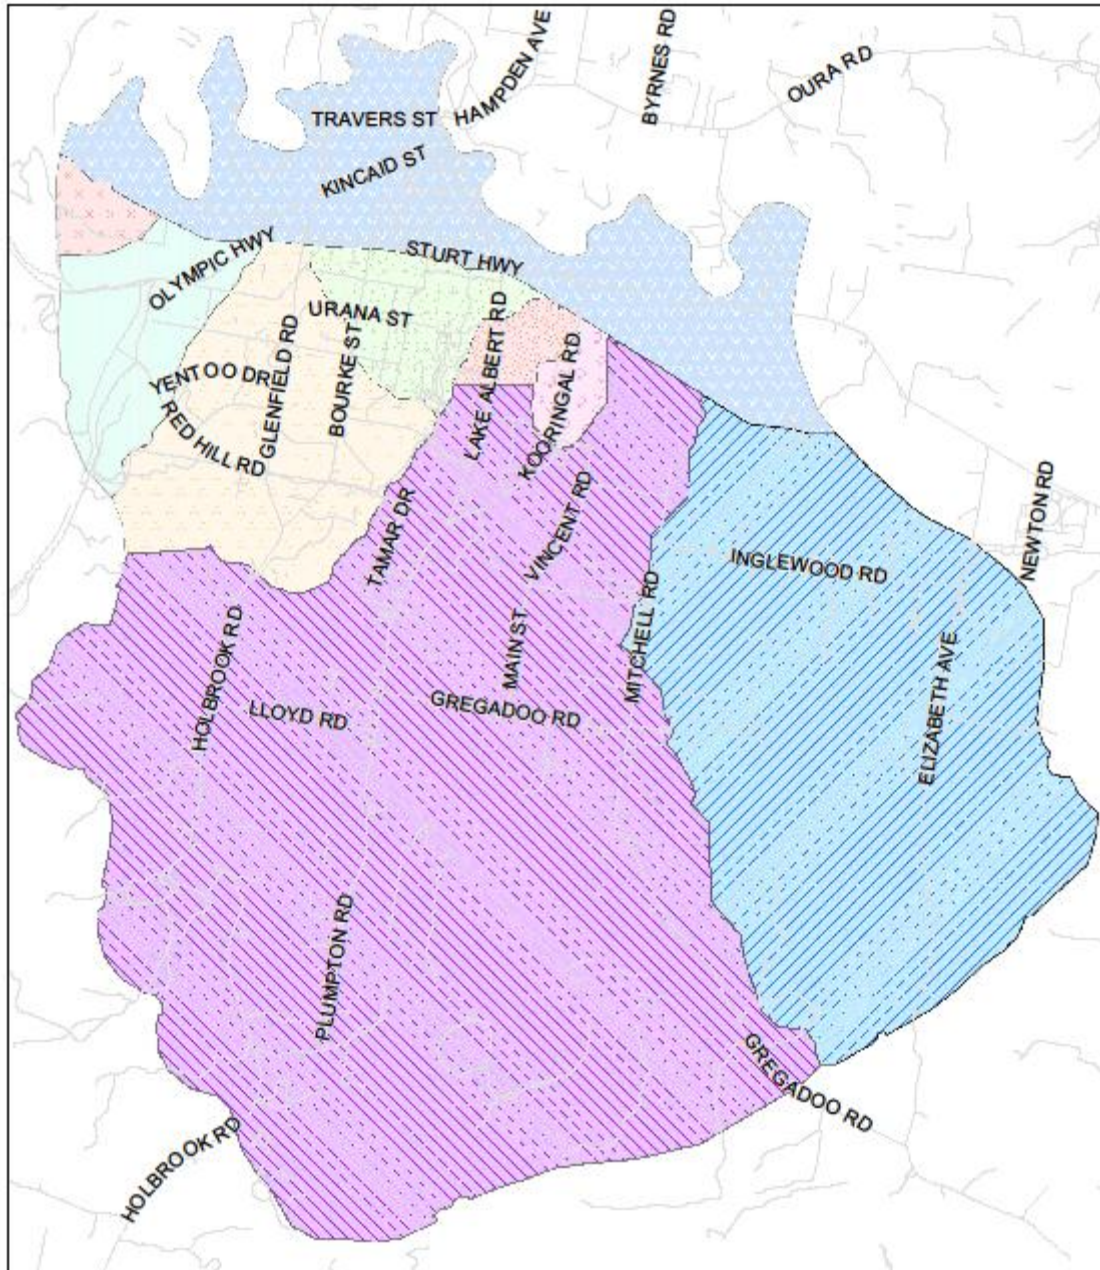 HAMPDEN AVE
BYRNES RD
OURA RD
TRAVERS ST
KINCAID ST
OLYMPIC HWY
STURT HWY
URANA ST
LAKE ALBERT RD
YENTOO DR
GLENFIELD RD
BOURKE ST
KOORINGAL RD
RED HILL RD
TAMAR DR
VINCENT RD
INGLEWOOD RD
NEWTON RD
HOLBROOK RD
MAIN ST
MITCHELL RD
LLOYD RD
GREGADOO RD
ELIZABETH AVE
PLUMPTON RD
GREGADOO RD
HOLBROOK RD